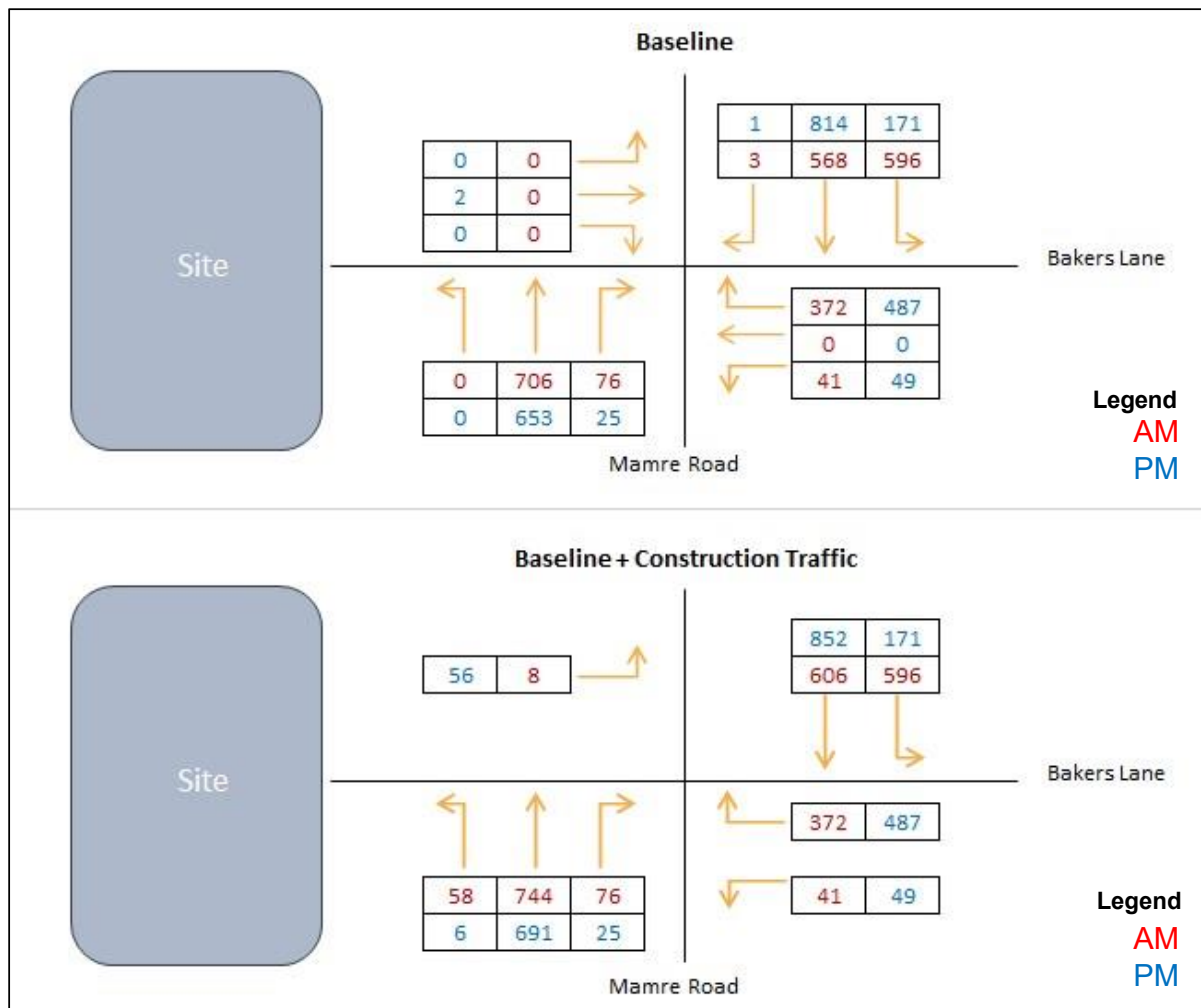 Baseline
1 814 171
3 568 596
0 0
2 0
0 0
Site
Bakers Lane
372 487
0 0
41 49
0 706 76
0 653 25
Legend
AM
PM
Mamre Road
Baseline + Construction Traffic
852 171
606 596
56 8
Site
Bakers Lane
372 487
58 744 76
6 691 25
41 49
Legend
AM
PM
Mamre Road